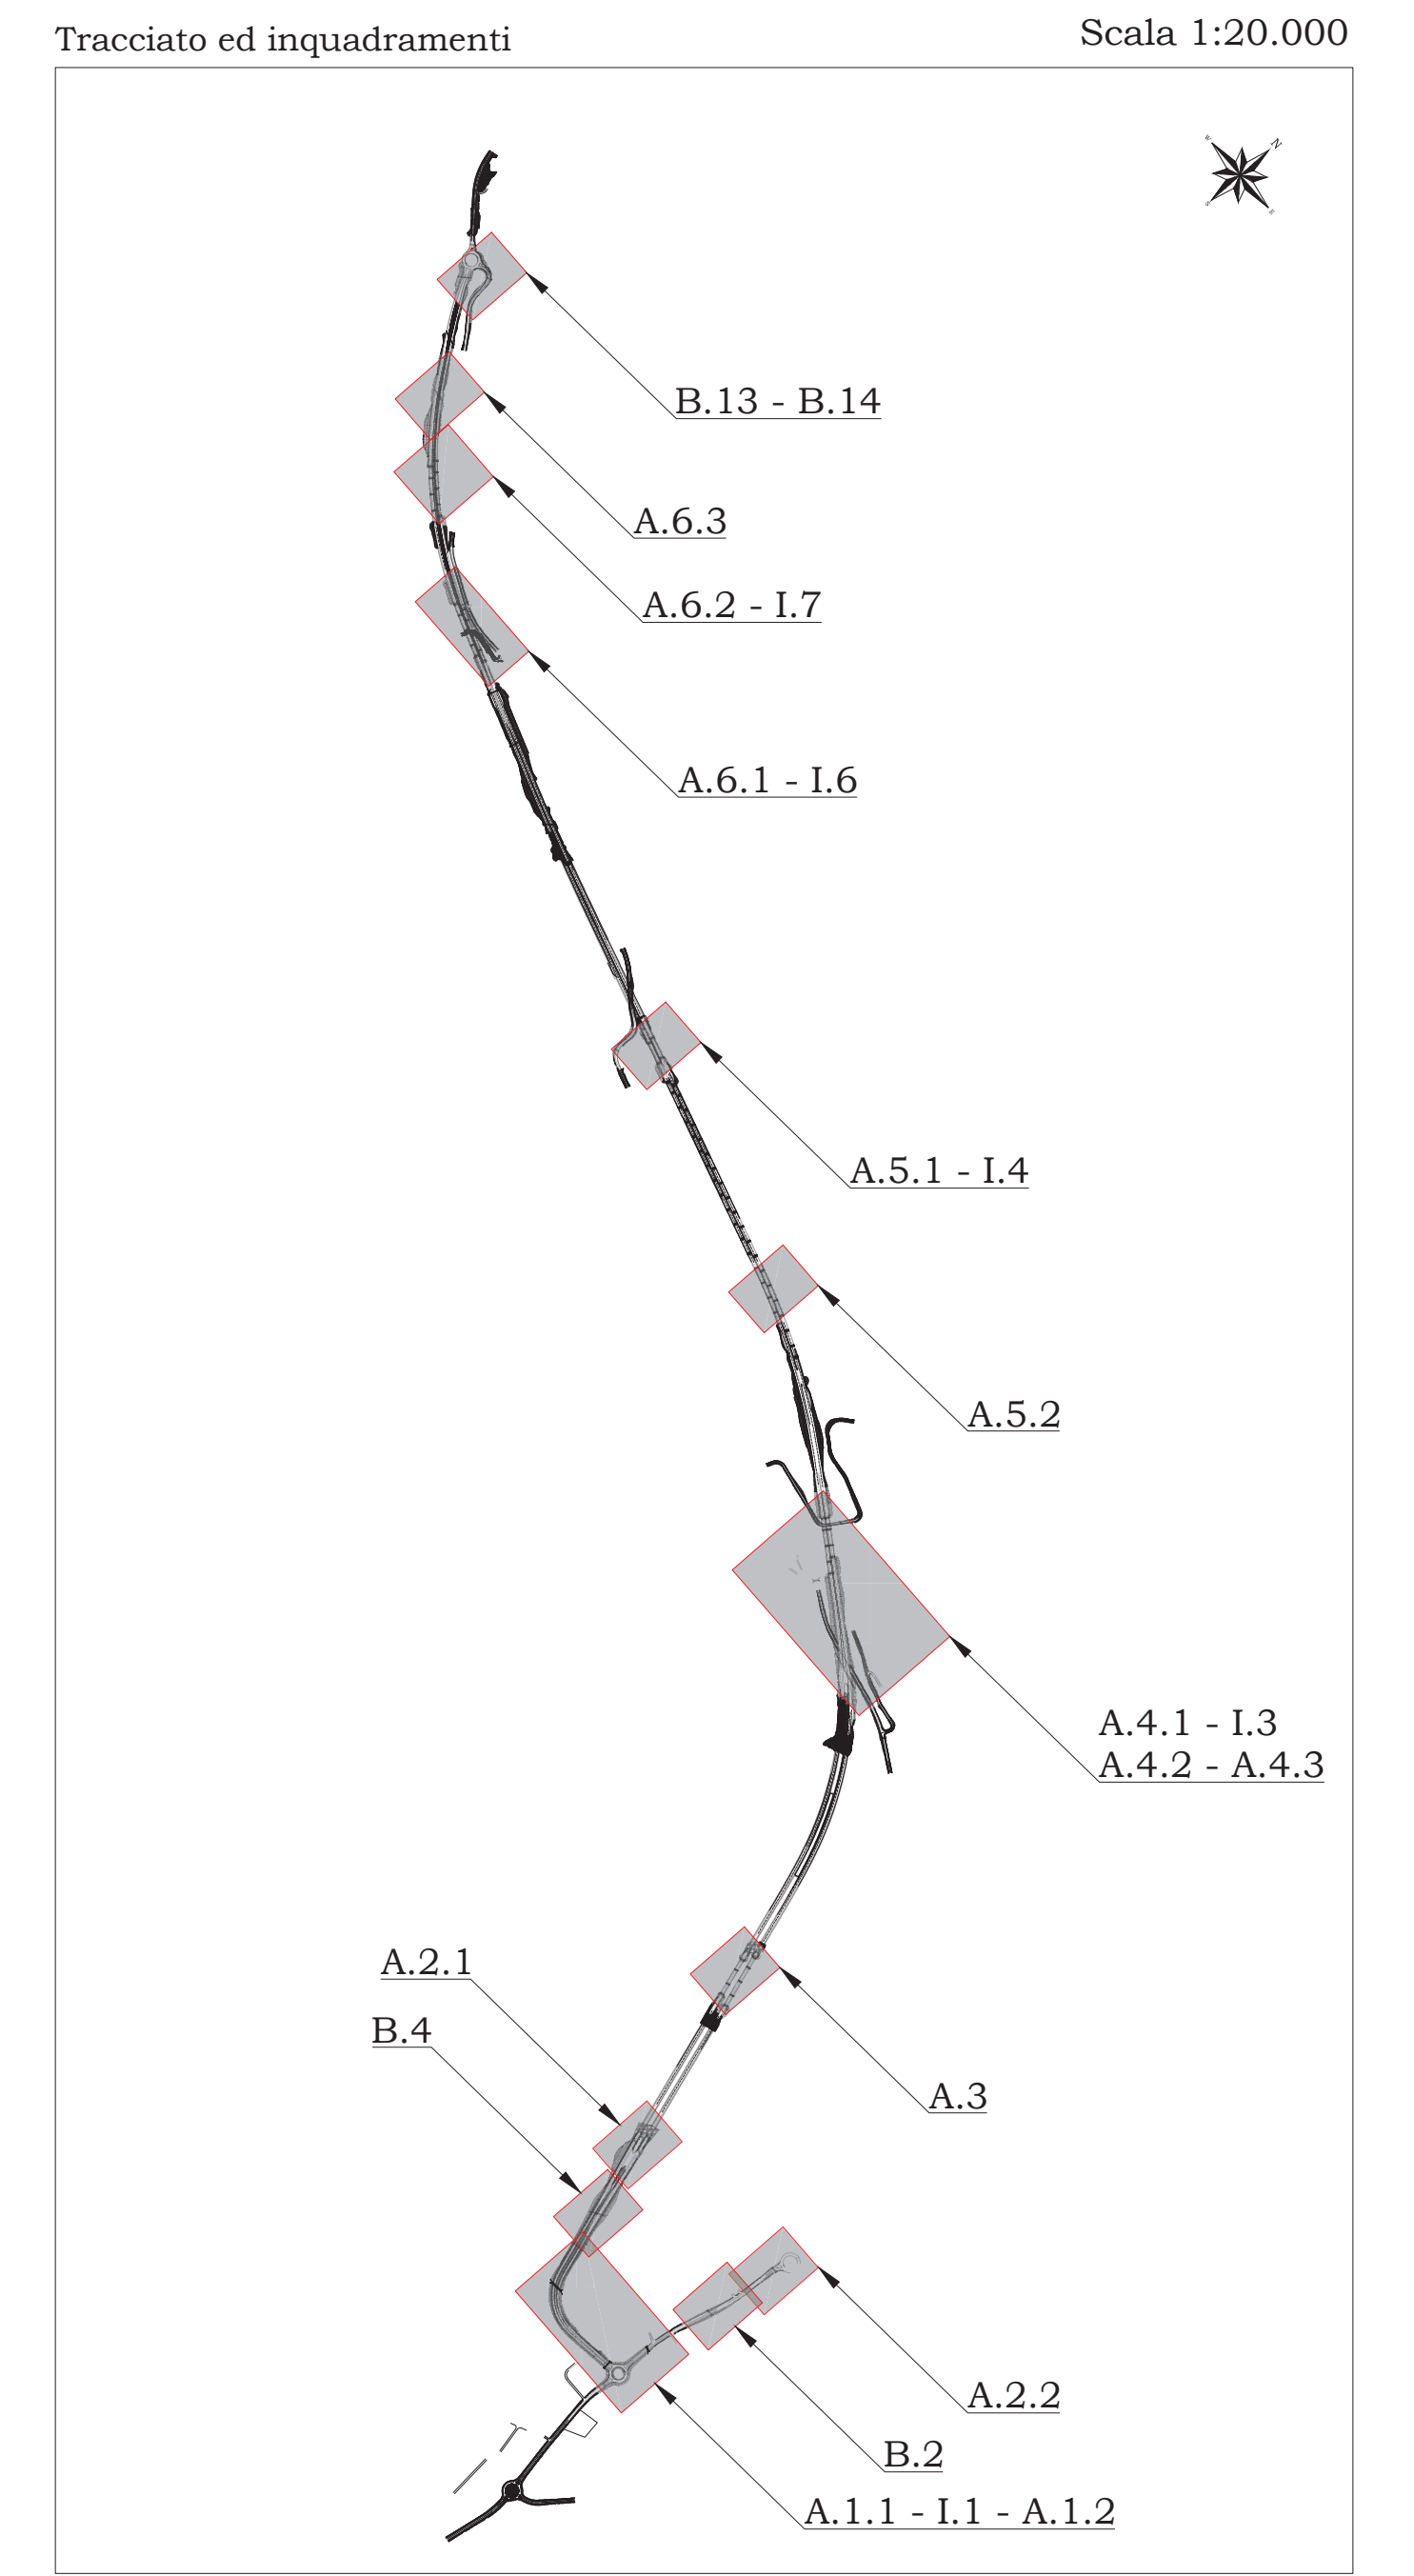 Tracciato ed inquadramenti
Scala 1:20.000
W
N
S
E
B.13 - B.14
A.6.3
A.6.2 - I.7
A.6.1 - I.6
A.5.1 - I.4
A.5.2
A.4.1 - I.3
A.4.2 - A.4.3
A.2.1
B.4
A.3
A.2.2
B.2
A.1.1 - I.1 - A.1.2